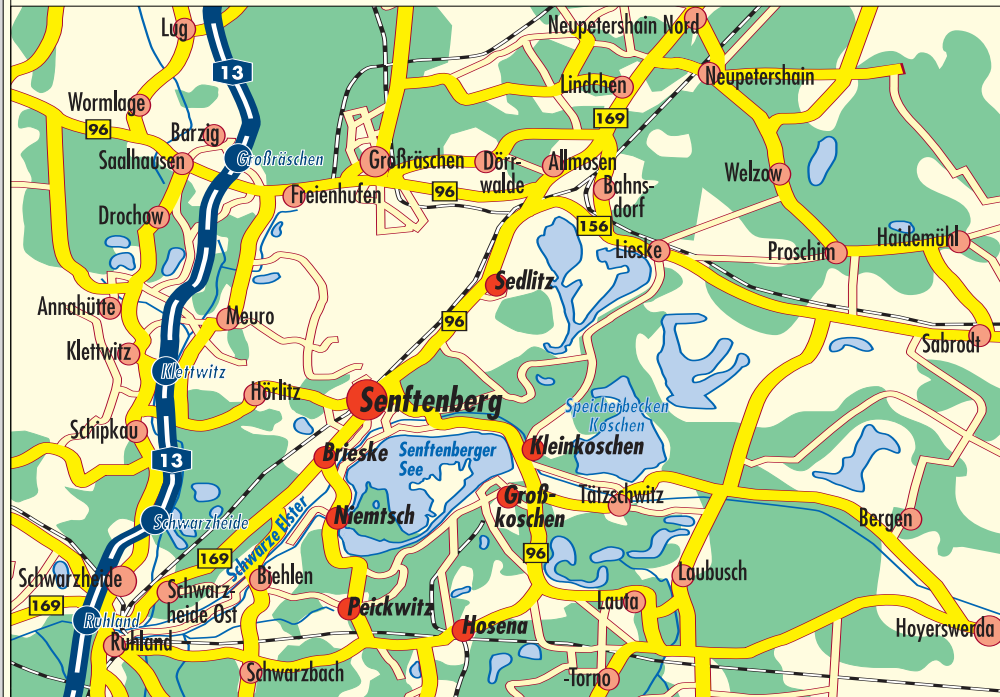 Lug
Neupetershain Nord
13
Neupetershain
Lindchen
Wormlage
169
96
Barzig
Saalhausen
Großräschen
Großräschen
Dörr-
walde
Allmosen
Welzow
Freienhufen
96
Bahns-
dorf
Drochow
156
Lieske
Proschim
Haidemühl
Sedlitz
Annahütte
Meuro
96
Sabrodt
Klettwitz
Klettwitz
Hörlitz
Senftenberg
Speicherbecken
Koschen
Schipkau
Brieske
Senftenberger
See
Kleinkoschen
13
Groß-
koschen
Tätzschwitz
Schwarzheide
Niemtsch
Bergen
Schwarze Elster
169
96
Schwarzheide
Biehlen
Laubusch
169
Schwarz-
heide Ost
Peickwitz
Lauta
Ruhland
Hosena
Hoyerswerda
Ruhland
Schwarzbach
-Torno